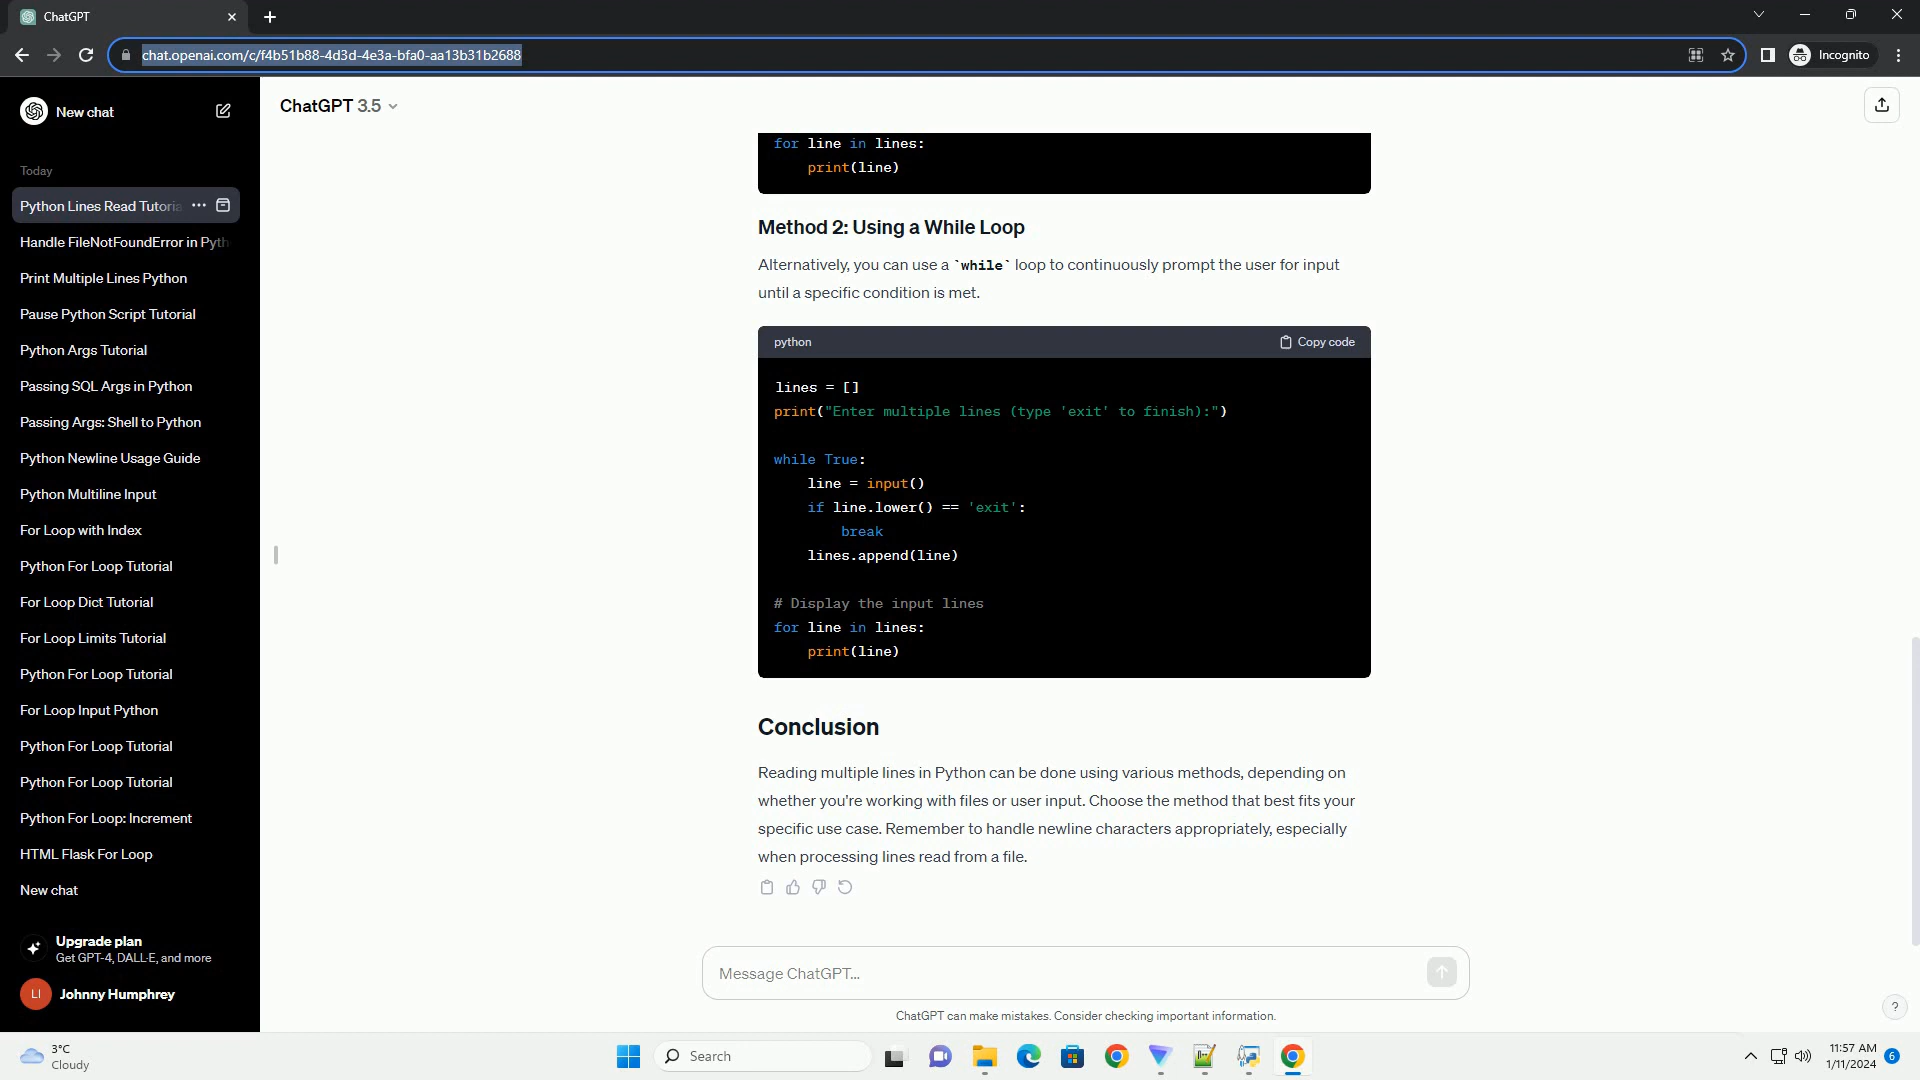 ChatGPT
chat.openai.com/c/f4b51b88-4d3d-4e3a-bfa0-aa13b31b2688
Incognito
New chat
Today
Python Lines Read Tutoria
Handle FileNotFoundError in Pyth
Print Multiple Lines Python
Pause Python Script Tutorial
Python Args Tutorial
Passing SQL Args in Python
Passing Args: Shell to Python
Python Newline Usage Guide
Python Multiline Input
For Loop with Index
Python For Loop Tutorial
For Loop Dict Tutorial
For Loop Limits Tutorial
Python For Loop Tutorial
For Loop Input Python
Python For Loop Tutorial
Python For Loop Tutorial
Python For Loop: Increment
HTML Flask For Loop
New chat
Upgrade plan
Get GPT-4, DALL·E, and more
LI
Johnny Humphrey
ChatGPT 3.5
for line in lines:
    print(line)
Method 2: Using a While Loop
Alternatively, you can use a `while` loop to continuously prompt the user for input
until a specific condition is met.
python
Copy code
lines = []
print("Enter multiple lines (type 'exit' to finish):")
while True:
    line = input()
    if line.lower() == 'exit':
        break
    lines.append(line)
# Display the input lines
for line in lines:
    print(line)
Conclusion
Reading multiple lines in Python can be done using various methods, depending on
whether you're working with files or user input. Choose the method that best fits your
specific use case. Remember to handle newline characters appropriately, especially
when processing lines read from a file.
Message ChatGPT...
ChatGPT can make mistakes. Consider checking important information.
?
3°C
Cloudy
Search
11:57 AM
1/11/2024
6